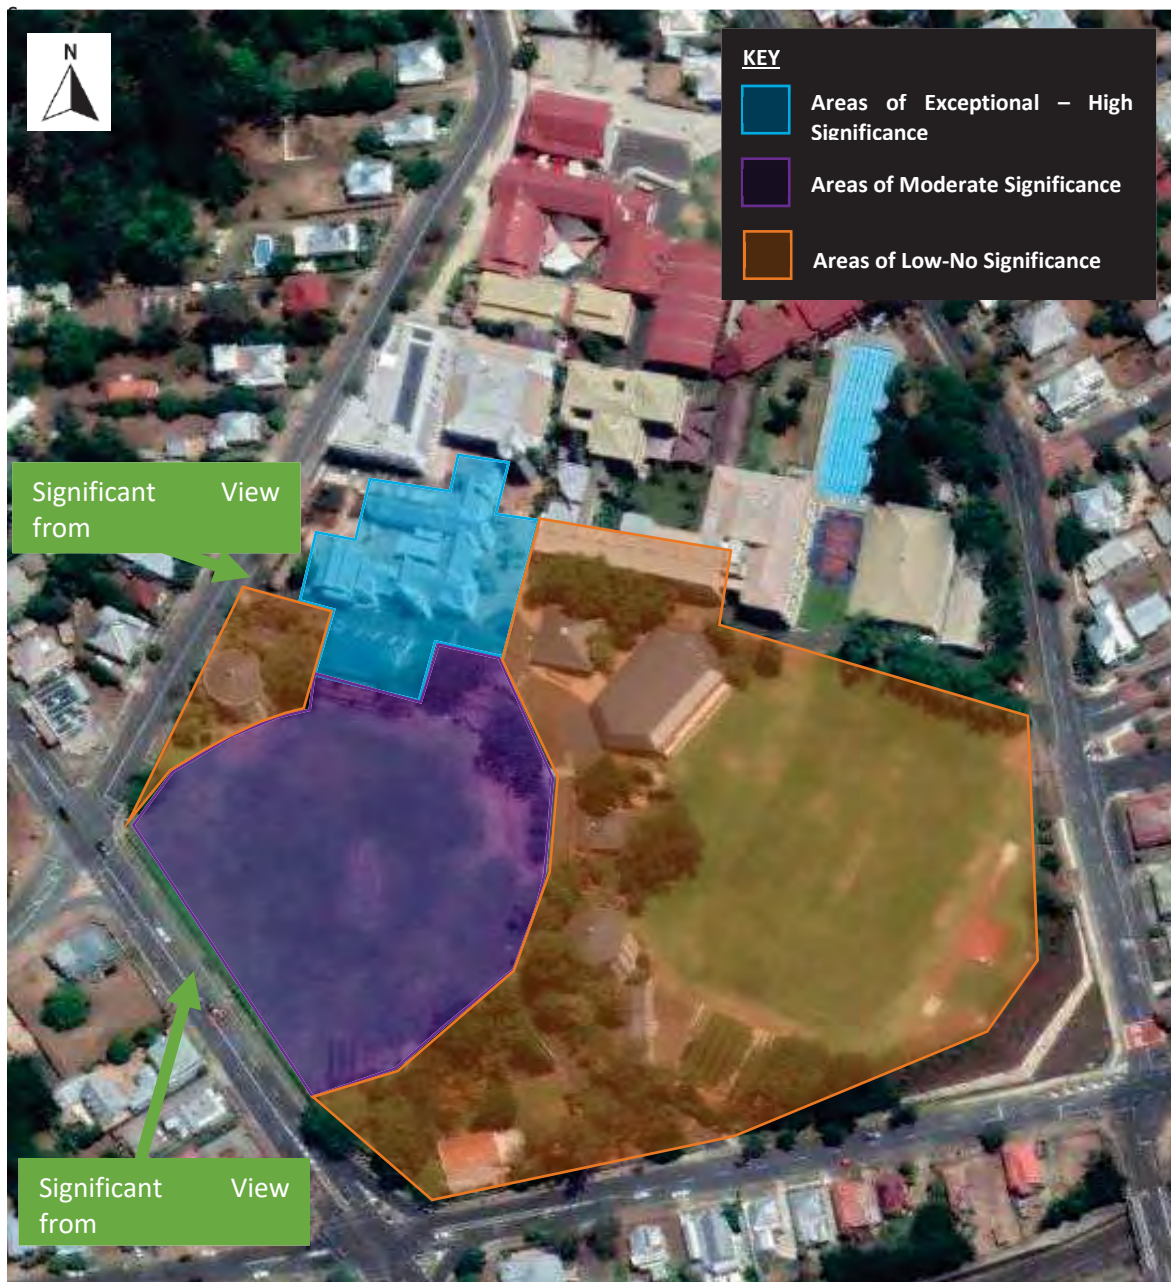 N
KEY
Areas of Exceptional – High
Significance
Areas of Moderate Significance
Areas of Low-No Significance
Significant View
from
Significant View
from